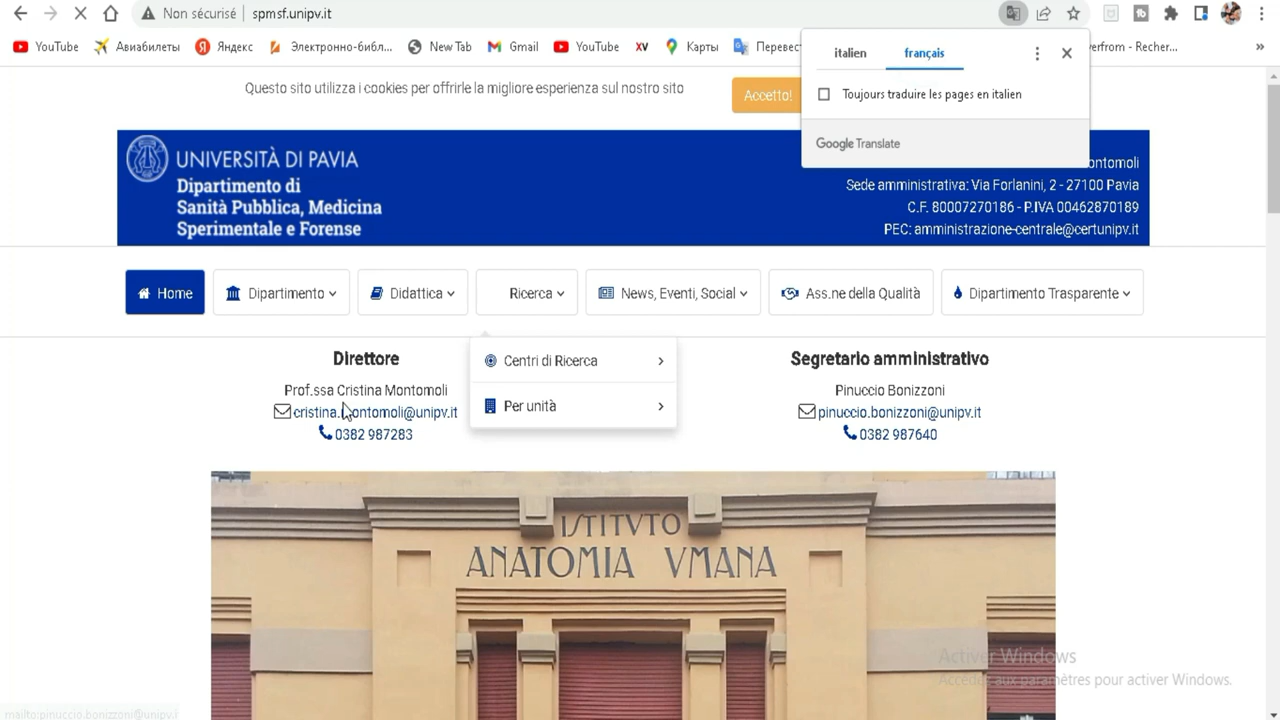 Non sécurisé
spmsf.unipv.it
YouTube
Авиабилеты
Яндекс
Электронно-библ...
New Tab
Gmail
YouTube
XV
Карты
Перевест
verfrom - Recher...
»
italien
français
Toujours traduire les pages en italien
Google Translate
Questo sito utilizza i cookies per offrirle la migliore esperienza sul nostro sito
Accetto!
UNIVERSITÀ DI PAVIA
Dipartimento di
Sanità Pubblica, Medicina
Sperimentale e Forense
ontomoli
Sede amministrativa: Via Forlanini, 2 - 27100 Pavia
C.F. 80007270186 - P.IVA 00462870189
PEC: amministrazione-centrale@certunipv.it
Home
Dipartimento
Didattica
Ricerca
News, Eventi, Social
Ass.ne della Qualità
Dipartimento Trasparente
Centri di Ricerca
Per unità
Direttore
Prof.ssa Cristina Montomoli
cristina.montomoli@unipv.it
0382 987283
Segretario amministrativo
Pinuccio Bonizzoni
pinuccio.bonizzoni@unipv.it
0382 987640
ISTITVTO
ANATOMIA VMANA
Activer Windows
Accédez aux paramètres pour activer Windows.
mailto:pinuccio.bonizzoni@unipv.it